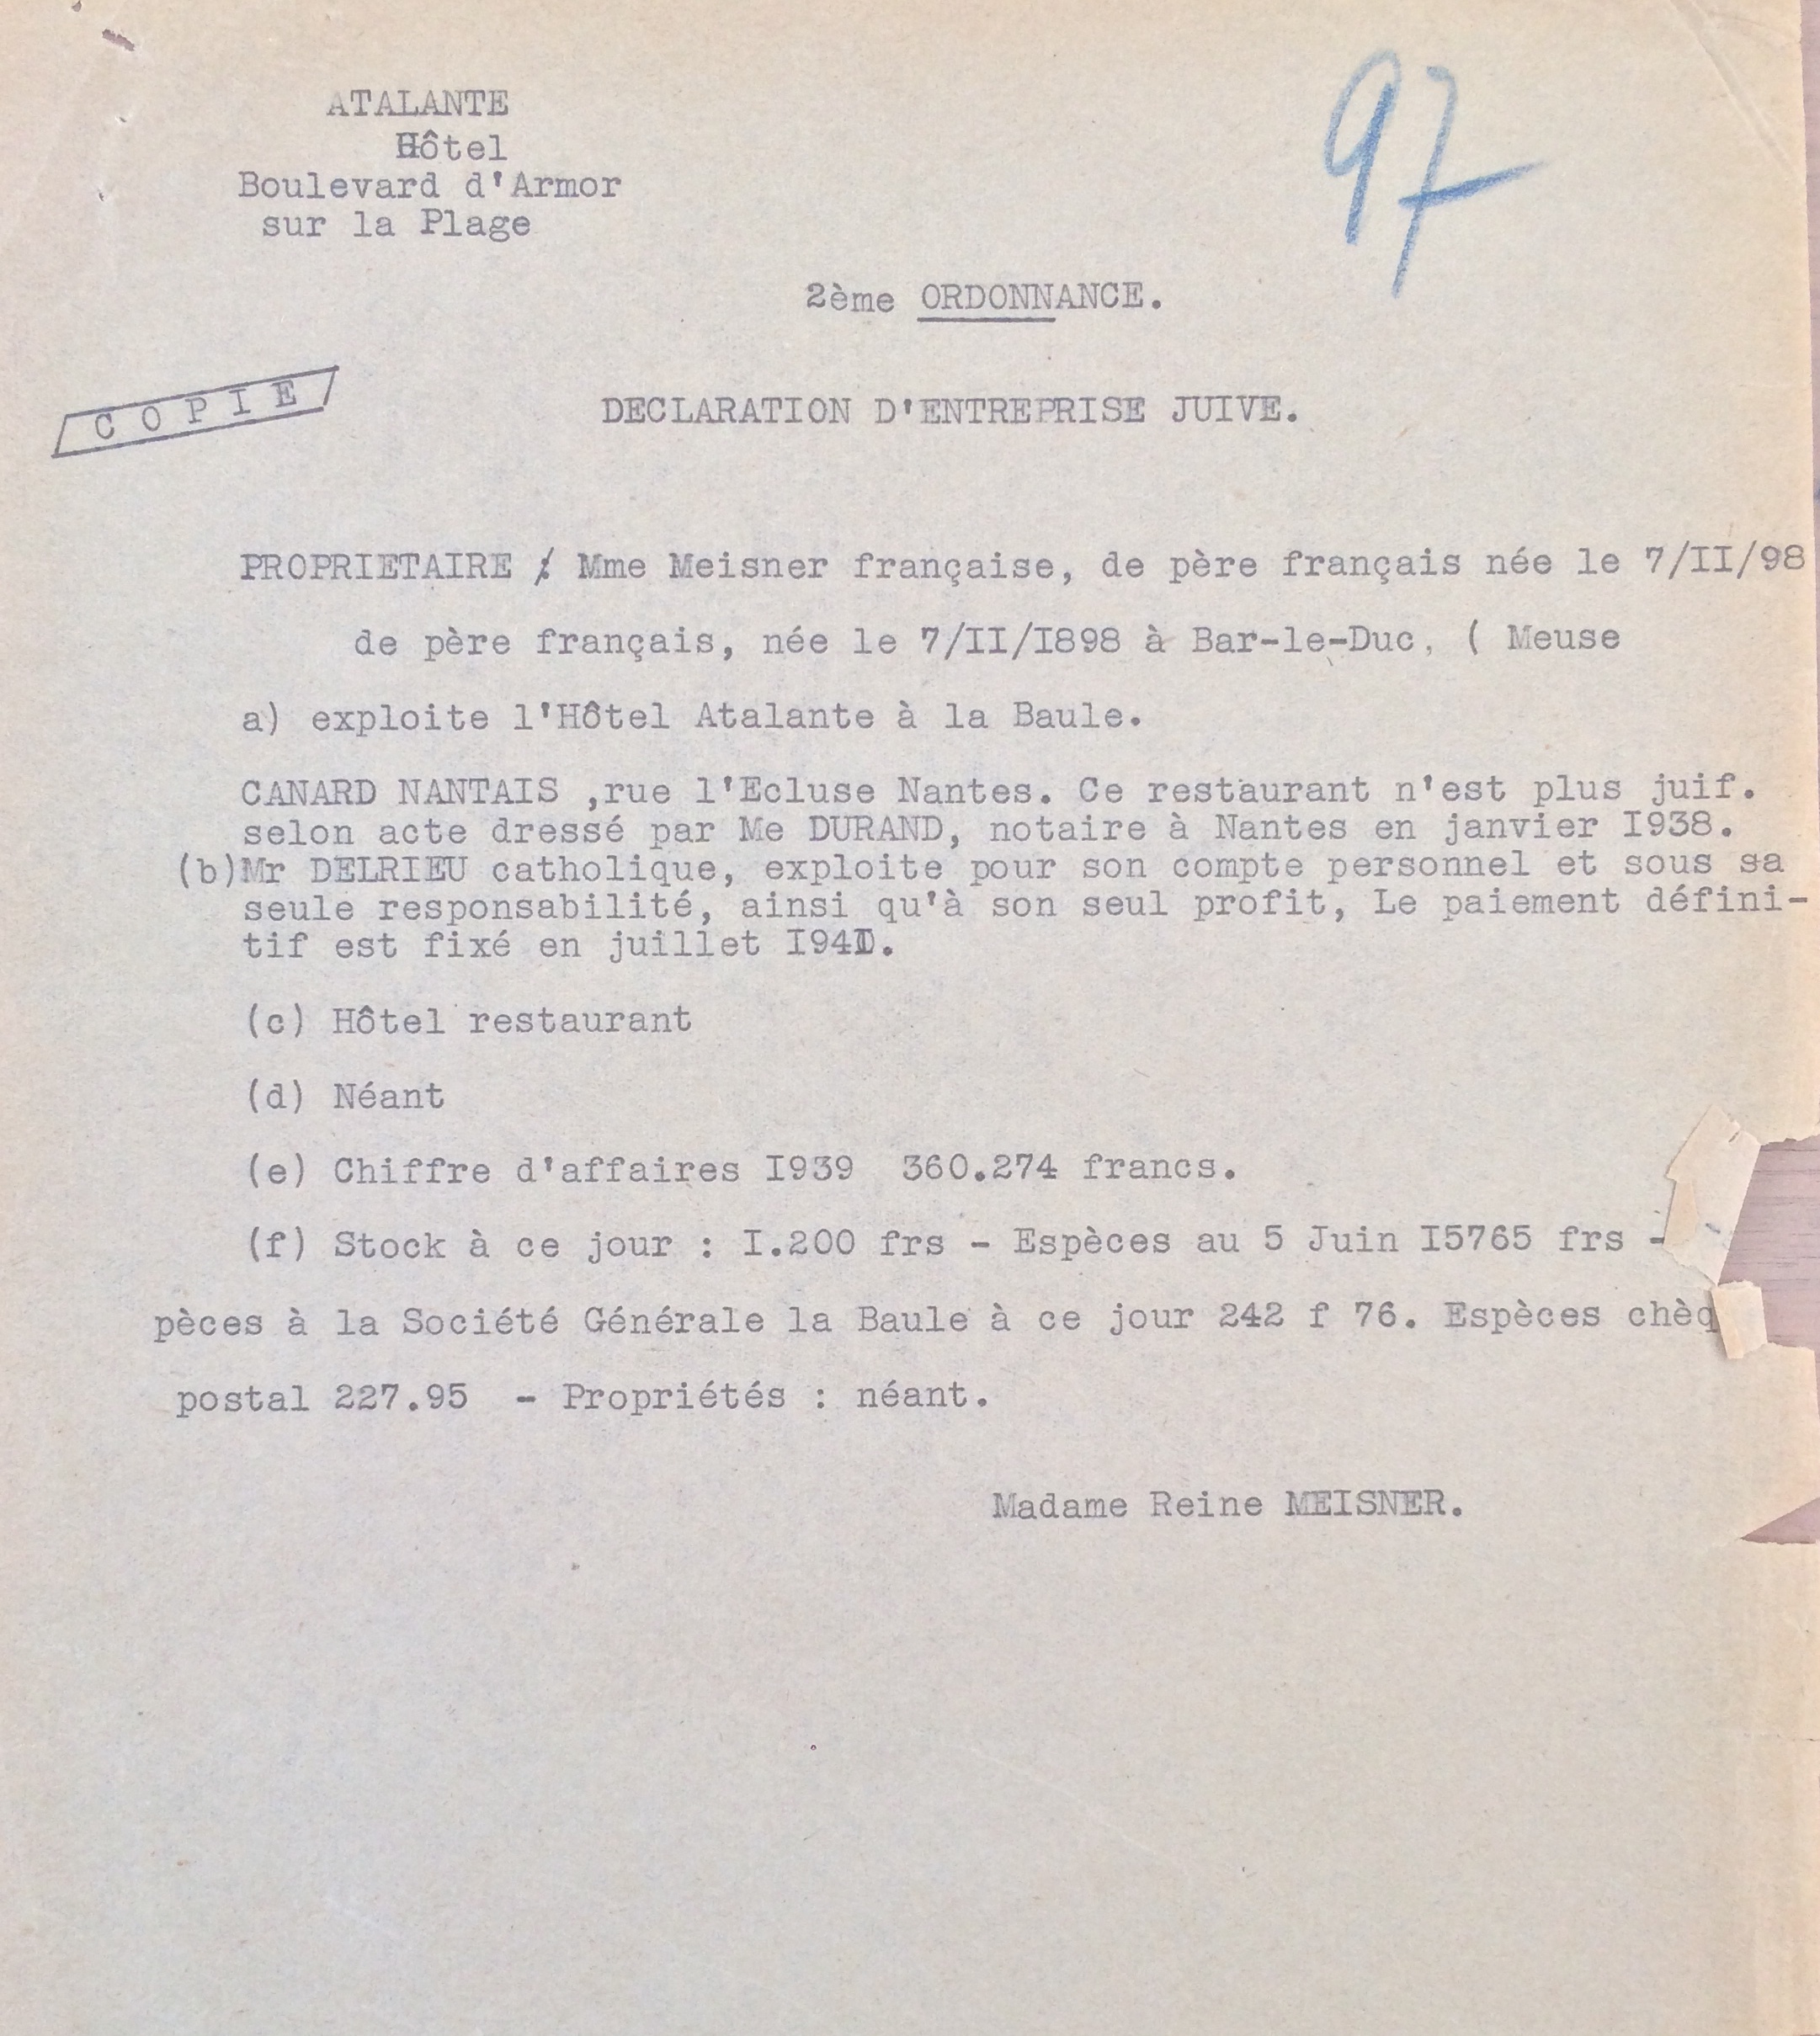 97
ATALANTE
Hôtel
Boulevard d'Armor
sur la Plage
2ème ORDONNANCE.
COPIE
DECLARATION D'ENTREPRISE JUIVE.
PROPRIETAIRE : Mme Meisner française, de père français née le 7/II/98
de père français, née le 7/II/I898 à Bar-le-Duc, ( Meuse
a) exploite l'Hôtel Atalante à la Baule.
CANARD NANTAIS ,rue l'Ecluse Nantes. Ce restaurant n'est plus juif.
selon acte dressé par Me DURAND, notaire à Nantes en janvier I938.
(b)Mr DELRIEU catholique, exploite pour son compte personnel et sous sa
seule responsabilité, ainsi qu'à son seul profit, Le paiement défini-
tif est fixé en juillet
(c) Hôtel restaurant
(d) Néant
(e) Chiffre d'affaires I939 360.274 francs.
(f) Stock à ce jour : I.200 frs - Espèces au 5 Juin I5765 frs -
pèces à la Société Générale la Baule à ce jour 242 f 76. Espèces chèq
postal 227.95 - Propriétés : néant.
Madame Reine MEISNER.